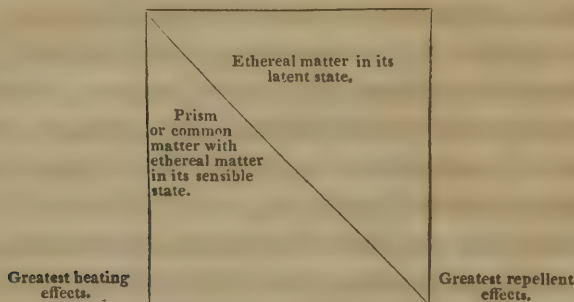 Ethereal matter in its
latent state.
Prism
or common
matter with
ethereal matter
in its sensible
state.
Greatest heating
effects.
Greatest repellent
effects.